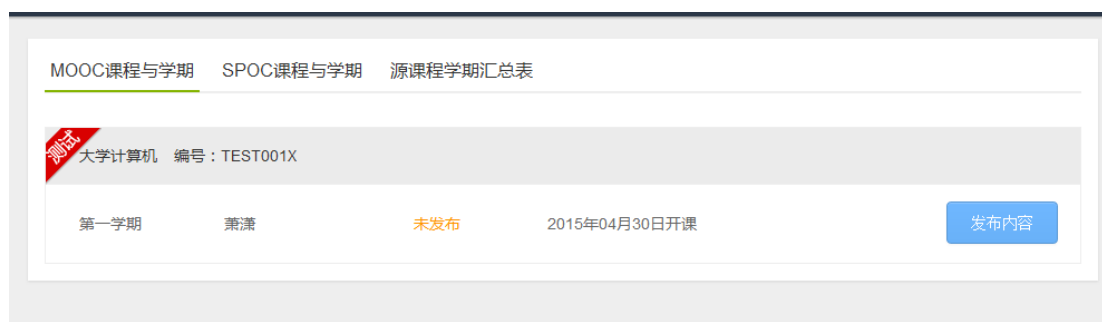 MOOC课程与学期 SPOC课程与学期 源课程学期汇总表
测试
大学计算机 编号：TEST001X
第一学期 萧潇 未发布 2015年04月30日开课 发布内容